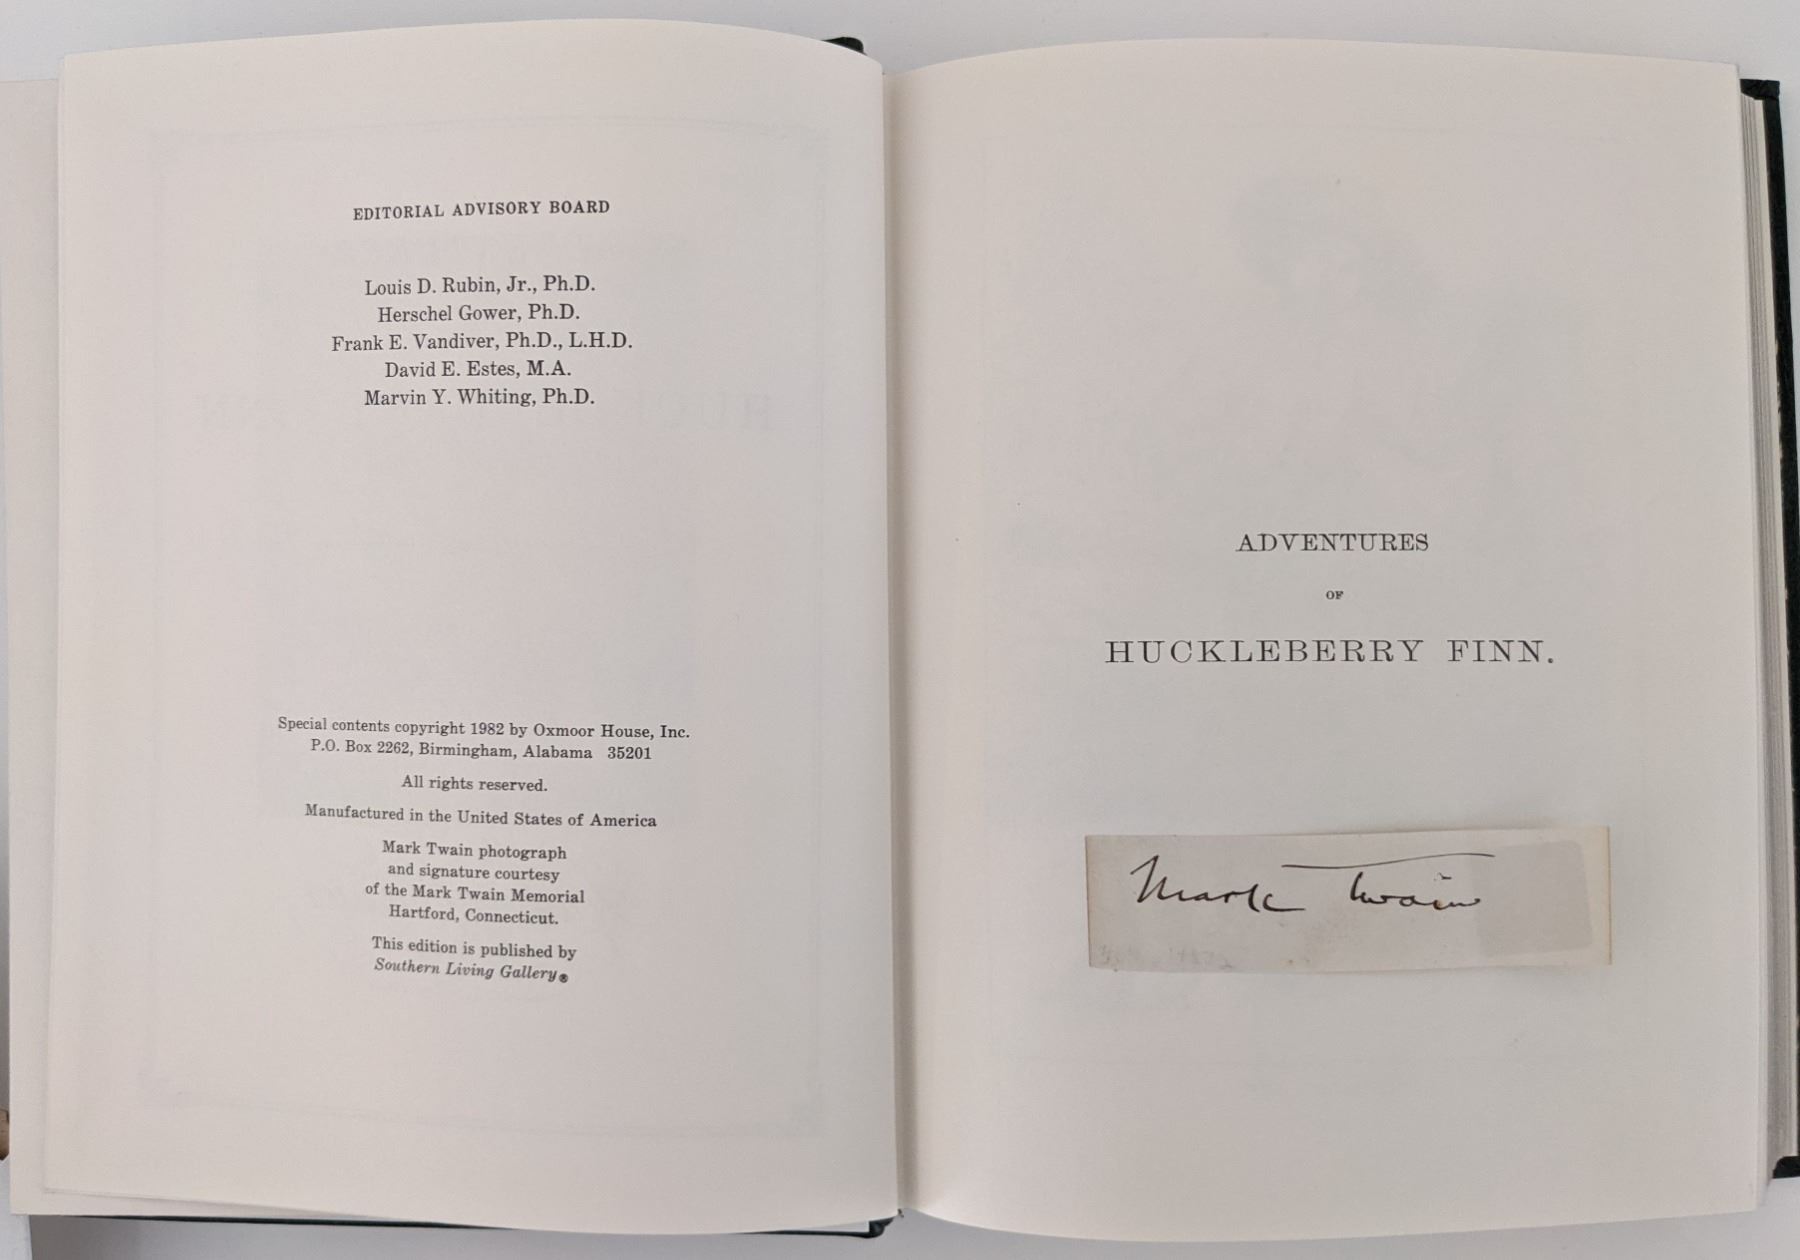 EDITORIAL ADVISORY BOARD
Louis D. Rubin, Jr., Ph.D.
Herschel Gower, Ph.D.
Frank E. Vandiver, Ph.D., L.H.D.
David E. Estes, M.A.
Marvin Y. Whiting, Ph.D.
Special contents copyright 1982 by Oxmoor House, Inc.
P.O. Box 2262, Birmingham, Alabama 35201
All rights reserved.
Manufactured in the United States of America
Mark Twain photograph
and signature courtesy
of the Mark Twain Memorial
Hartford, Connecticut.
This edition is published by
Southern Living Gallery®
ADVENTURES
OF
HUCKLEBERRY FINN.
Mark Twain